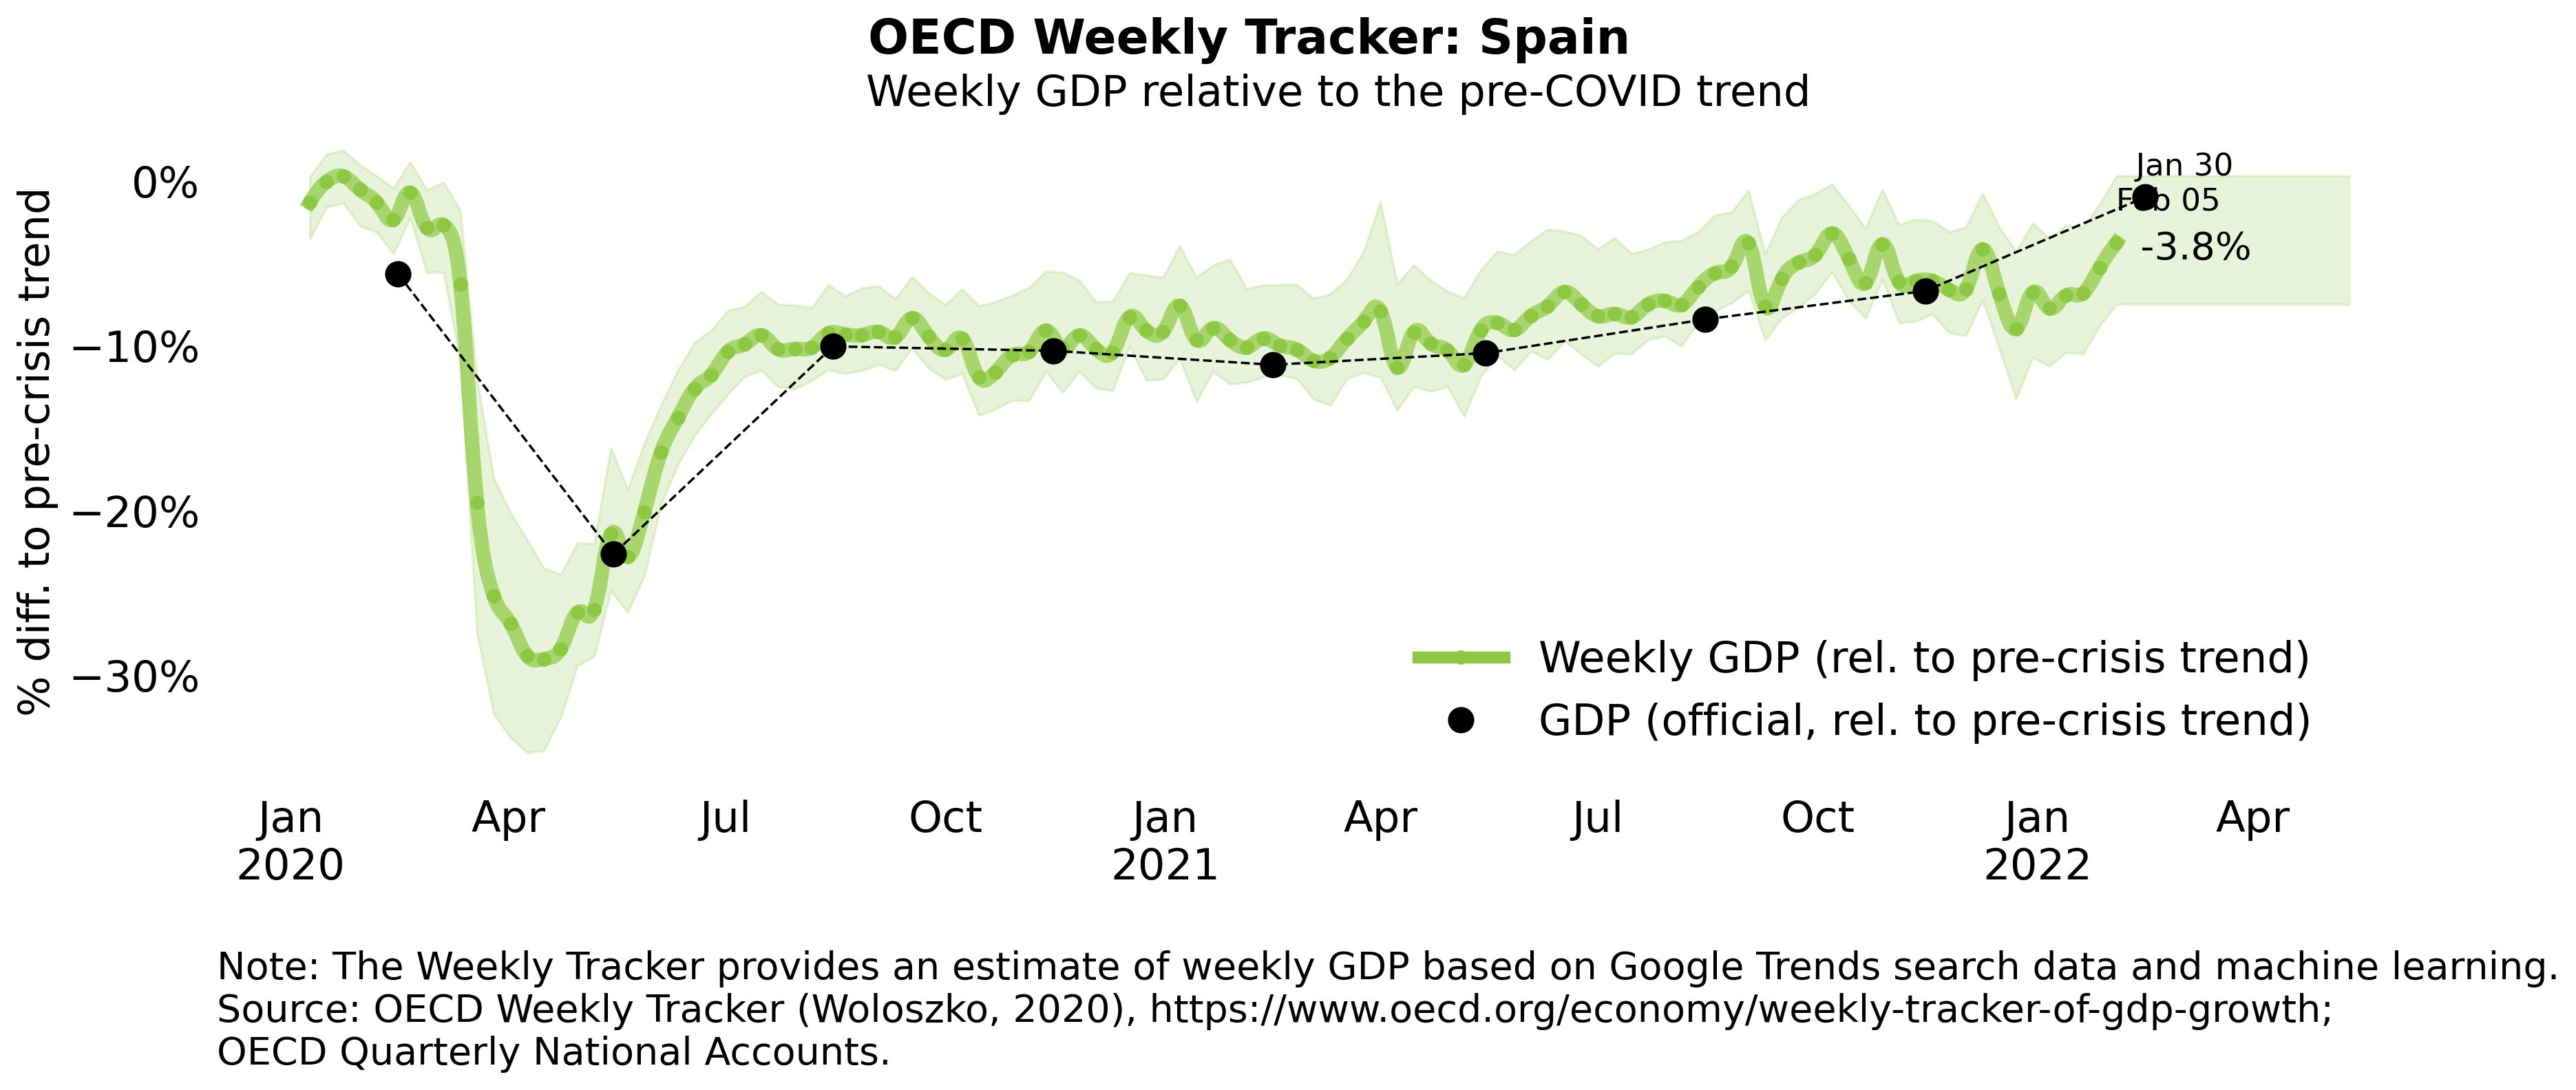 OECD Weekly Tracker: Spain
Weekly GDP relative to the pre-COVID trend
% diff. to pre-crisis trend
0%
−10%
−20%
−30%
Jan 30
Feb 05
-3.8%
Weekly GDP (rel. to pre-crisis trend)
GDP (official, rel. to pre-crisis trend)
Jan
2020
Apr
Jul
Oct
Jan
2021
Apr
Jul
Oct
Jan
2022
Apr
Note: The Weekly Tracker provides an estimate of weekly GDP based on Google Trends search data and machine learning.
Source: OECD Weekly Tracker (Woloszko, 2020), https://www.oecd.org/economy/weekly-tracker-of-gdp-growth;
OECD Quarterly National Accounts.